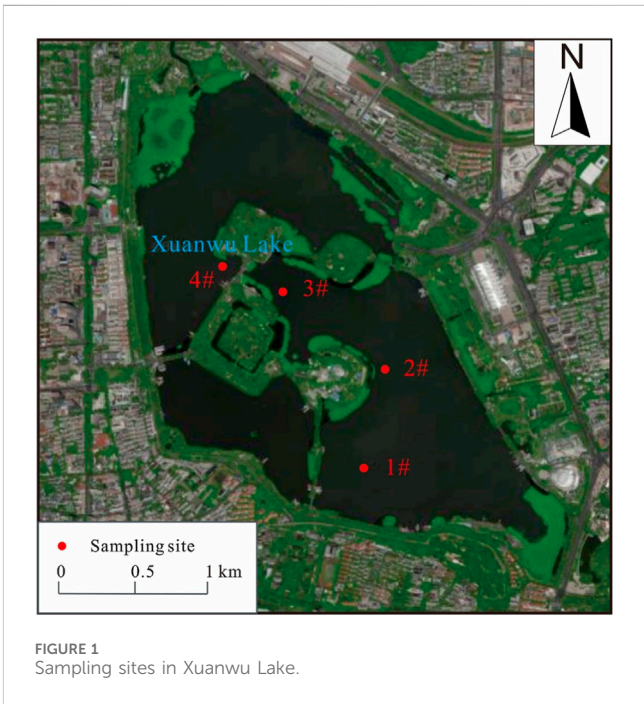 N
Xuanwu Lake
4#
3#
2#
1#
Sampling site
0 0.5 1 km
FIGURE 1
Sampling sites in Xuanwu Lake.